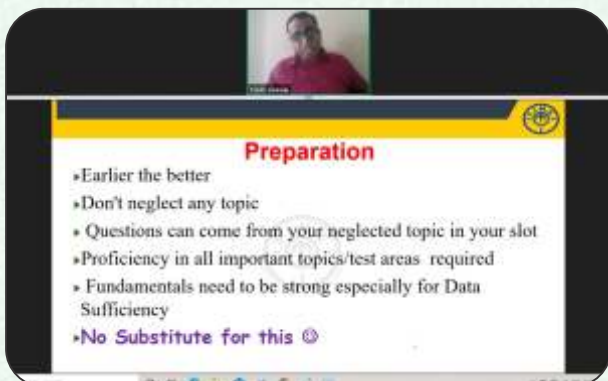 Preparation
▸Earlier the better
▸Don't neglect any topic
▸ Questions can come from your neglected topic in your slot
▸Proficiency in all important topics/test areas required
▸ Fundamentals need to be strong especially for Data
Sufficiency
▸No Substitute for this ☺